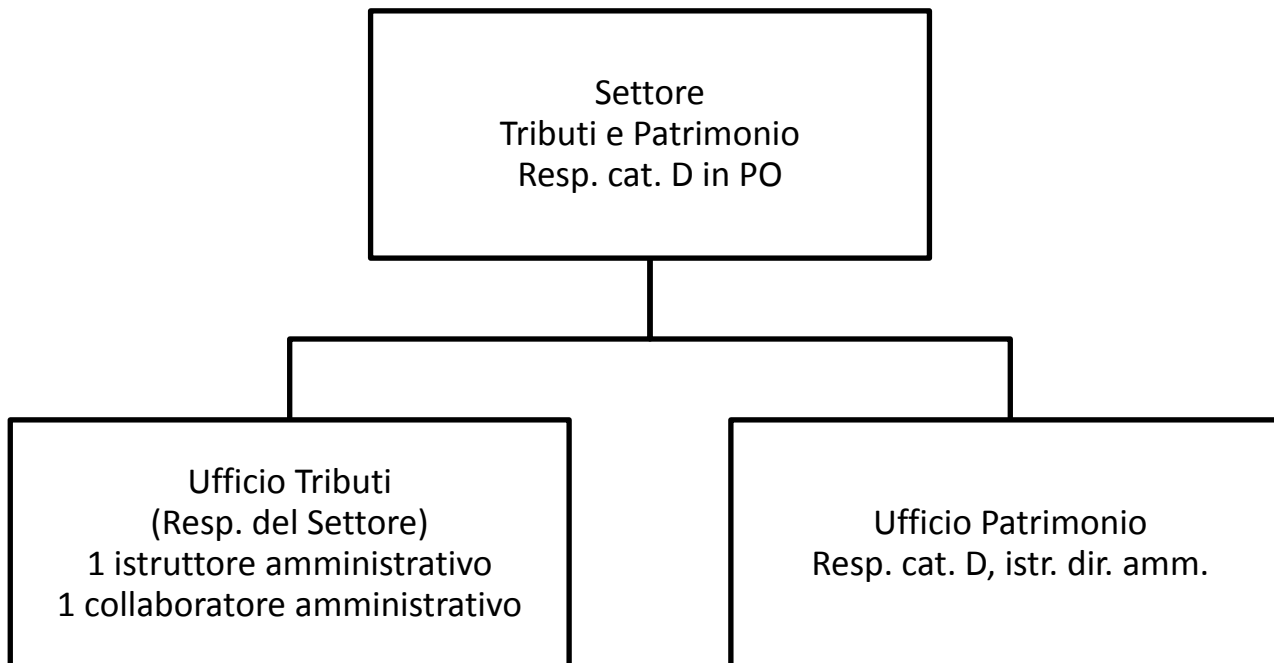 Settore
Tributi e Patrimonio
Resp. cat. D in PO
Ufficio Tributi
(Resp. del Settore)
1 istruttore amministrativo
1 collaboratore amministrativo
Ufficio Patrimonio
Resp. cat. D, istr. dir. amm.